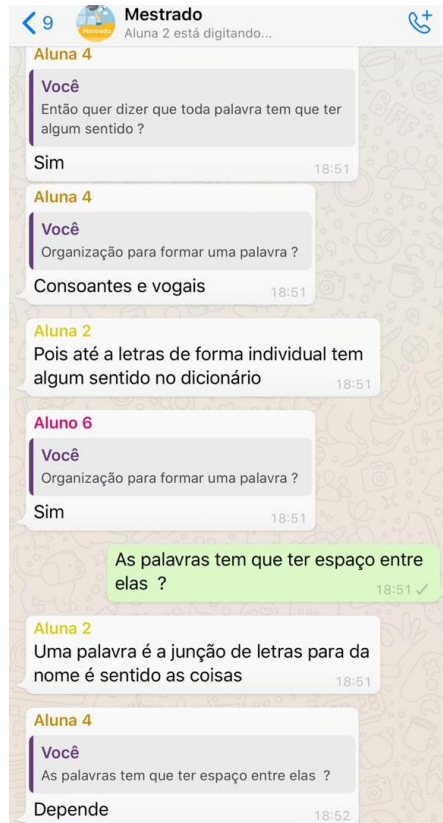 9
Mestrado
Mestrado
Aluna 2 está digitando...
Aluna 4
Você
Então quer dizer que toda palavra tem que ter
algum sentido ?
Sim
18:51
Aluna 4
Você
Organização para formar uma palavra ?
Consoantes e vogais
18:51
Aluna 2
Pois até a letras de forma individual tem
algum sentido no dicionário
18:51
Aluno 6
Você
Organização para formar uma palavra ?
Sim
18:51
As palavras tem que ter espaço entre
elas ?
18:51
Aluna 2
Uma palavra é a junção de letras para da
nome é sentido as coisas
18:51
Aluna 4
Você
As palavras tem que ter espaço entre elas ?
Depende
18:52